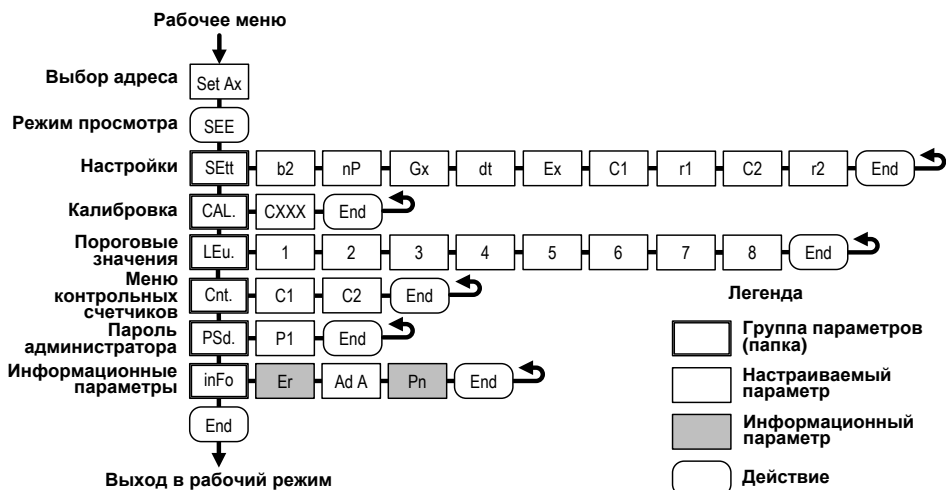 Рабочее меню
Выбор адреса
Set Ax
Режим просмотра
SEE
Настройки
SEtt b2 nP Gx dt Ex C1 r1 C2 r2 End
Калибровка
CAL. CXXX End
Пороговые
значения
LEu. 1 2 3 4 5 6 7 8 End
Меню
контрольных
счетчиков
Cnt. C1 C2 End
Пароль
администратора
PSd. P1 End
Информационные
параметры
inFo Er Ad A Pn End
End
Выход в рабочий режим
Легенда
Группа параметров
(папка)
Настраиваемый
параметр
Информационный
параметр
Действие